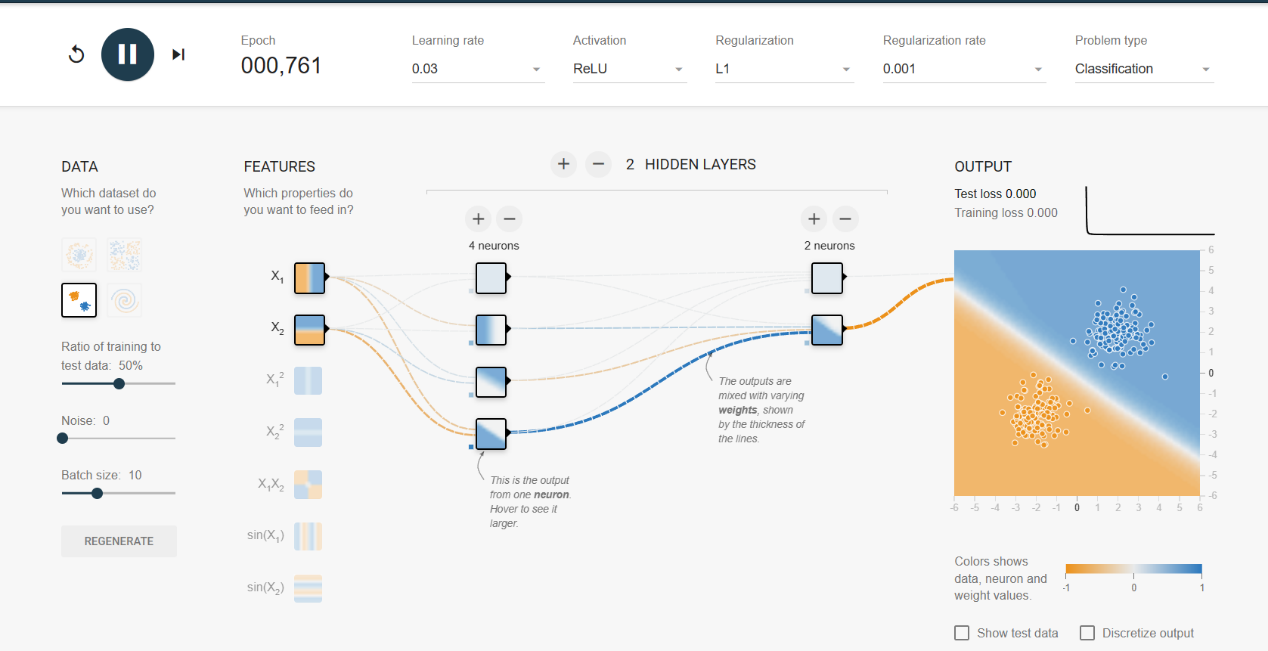 Epoch
000,761
Learning rate
0.03
Activation
ReLU
Regularization
L1
Regularization rate
0.001
Problem type
Classification
DATA
Which dataset do
you want to use?
Ratio of training to
test data: 50%
Noise: 0
Batch size: 10
REGENERATE
FEATURES
Which properties do
you want to feed in?
X₁
X₂
X₁²
X₂²
X₁X₂
sin(X₁)
sin(X₂)
+ − 2 HIDDEN LAYERS
+ −
4 neurons
+ −
2 neurons
The outputs are
mixed with varying
weights, shown
by the thickness of
the lines.
This is the output
from one neuron.
Hover to see it
larger.
OUTPUT
Test loss 0.000
Training loss 0.000
6
5
4
3
2
1
0
-1
-2
-3
-4
-5
-6
-6 -5 -4 -3 -2 -1 0 1 2 3 4 5 6
Colors shows
data, neuron and
weight values.
-1 0 1
Show test data
Discretize output